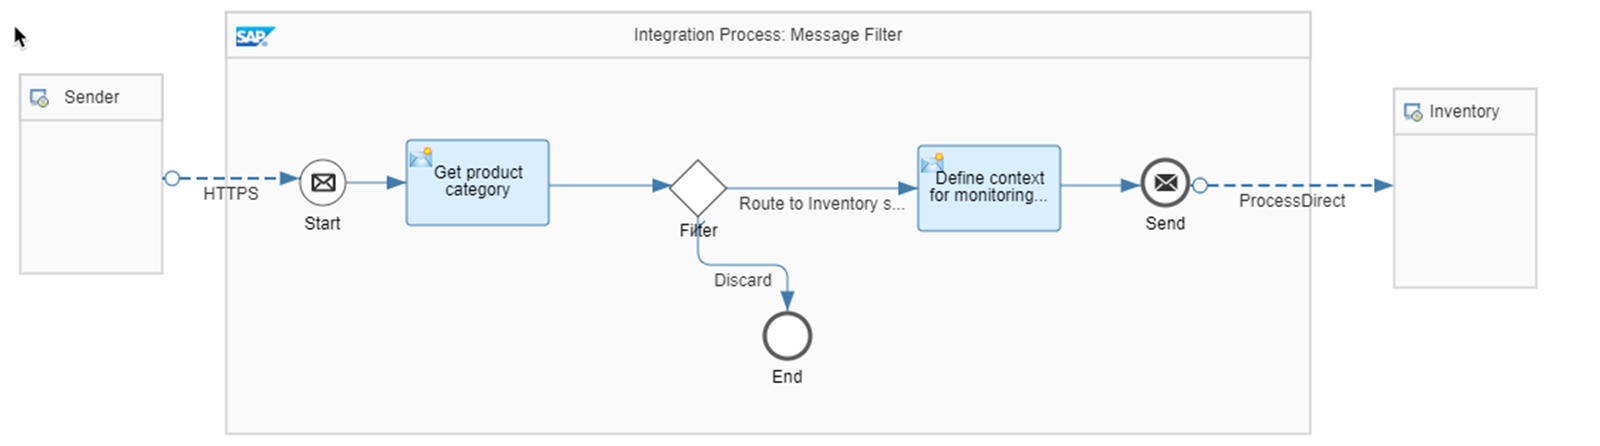 SAP
Integration Process: Message Filter
Sender
HTTPS
Start
Get product
category
Filter
Route to Inventory s...
Discard
End
Define context
for monitoring...
Send
ProcessDirect
Inventory